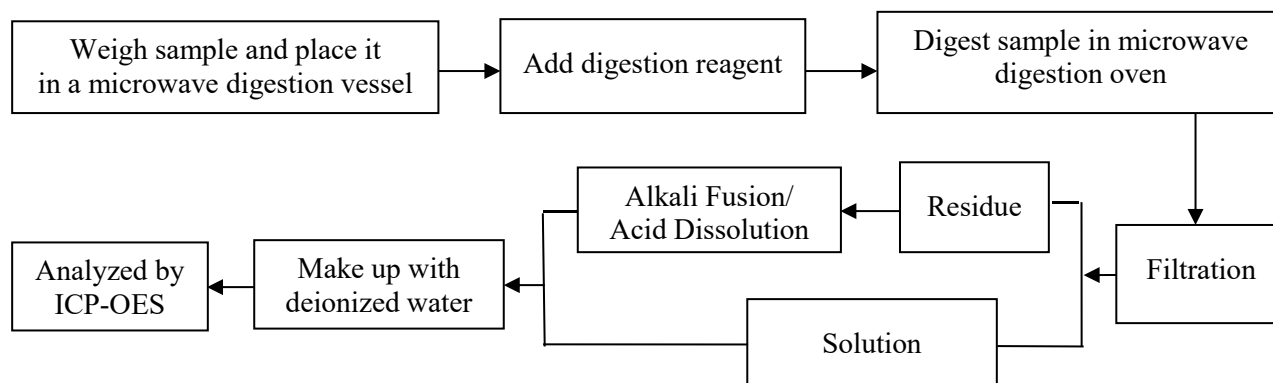 Weigh sample and place it
in a microwave digestion vessel
Add digestion reagent
Digest sample in microwave
digestion oven
Filtration
Residue
Alkali Fusion/
Acid Dissolution
Solution
Make up with
deionized water
Analyzed by
ICP-OES